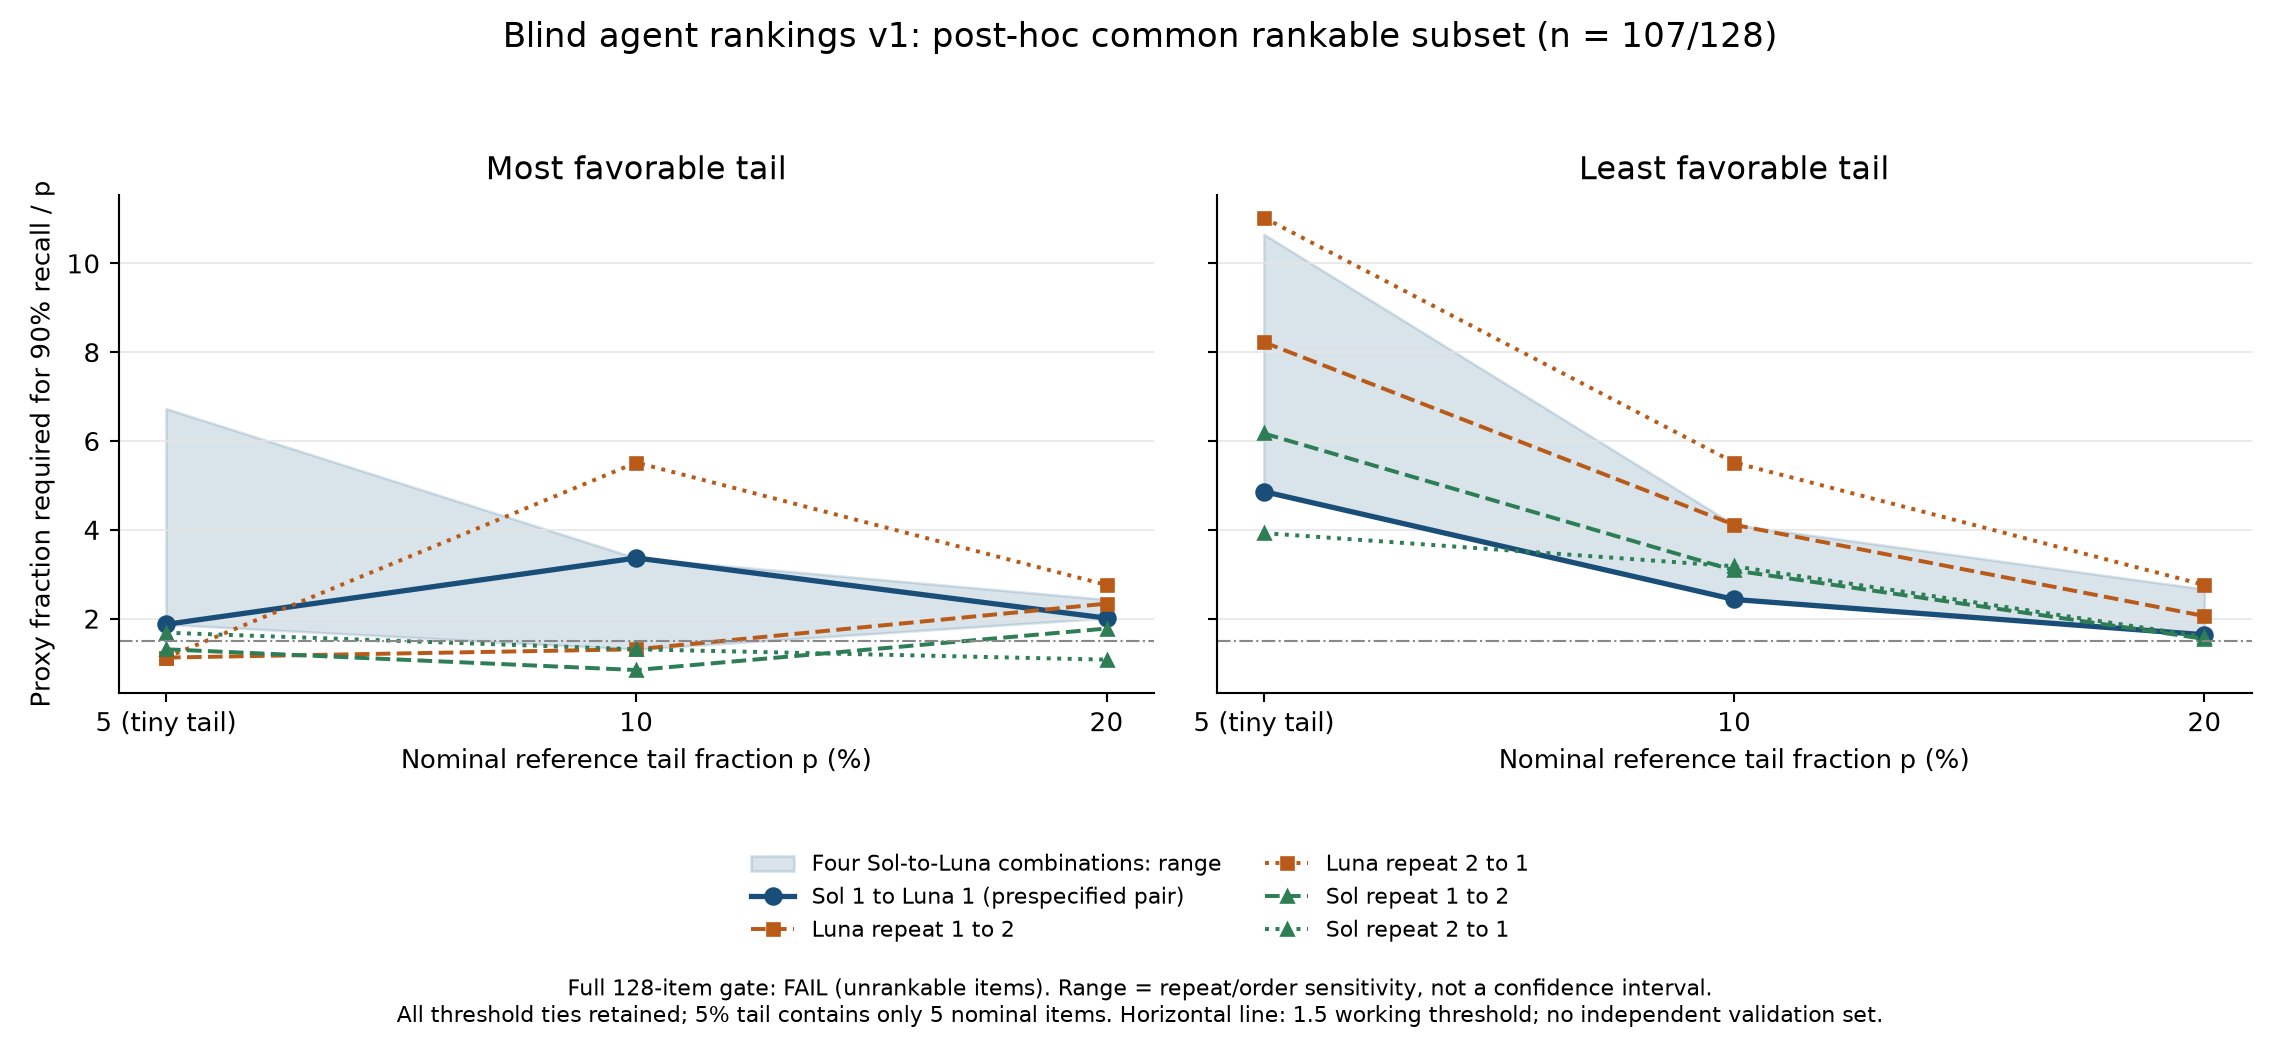 Blind agent rankings v1: post-hoc common rankable subset (n = 107/128)
Most favorable tail
Proxy fraction required for 90% recall / p
10
8
6
4
2
5 (tiny tail)
10
20
Nominal reference tail fraction p (%)
Least favorable tail
5 (tiny tail)
10
20
Nominal reference tail fraction p (%)
Four Sol-to-Luna combinations: range
Sol 1 to Luna 1 (prespecified pair)
Luna repeat 1 to 2
Luna repeat 2 to 1
Sol repeat 1 to 2
Sol repeat 2 to 1
Full 128-item gate: FAIL (unrankable items). Range = repeat/order sensitivity, not a confidence interval.
All threshold ties retained; 5% tail contains only 5 nominal items. Horizontal line: 1.5 working threshold; no independent validation set.